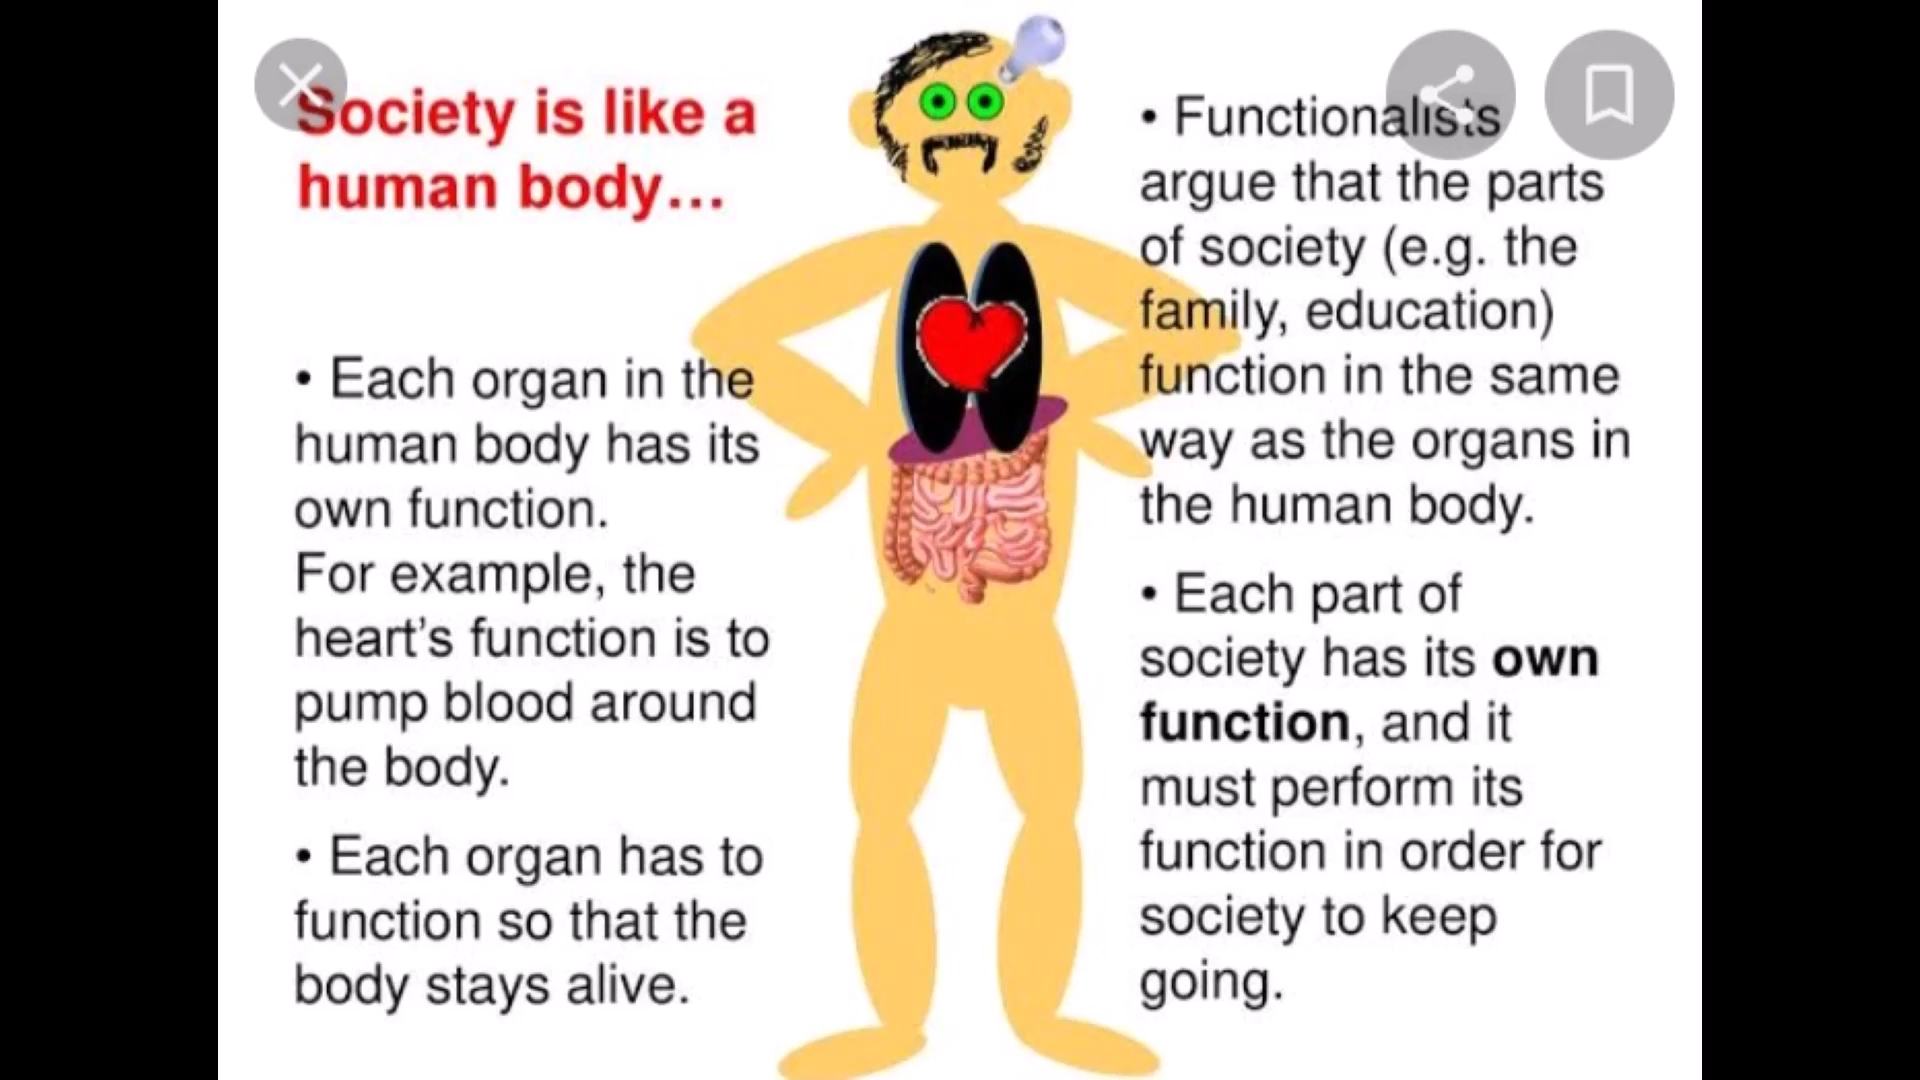 Society is like a
human body...
• Each organ in the
human body has its
own function.
For example, the
heart’s function is to
pump blood around
the body.
• Each organ has to
function so that the
body stays alive.
• Functionalists
argue that the parts
of society (e.g. the
family, education)
function in the same
way as the organs in
the human body.
• Each part of
society has its own
function, and it
must perform its
function in order for
society to keep
going.